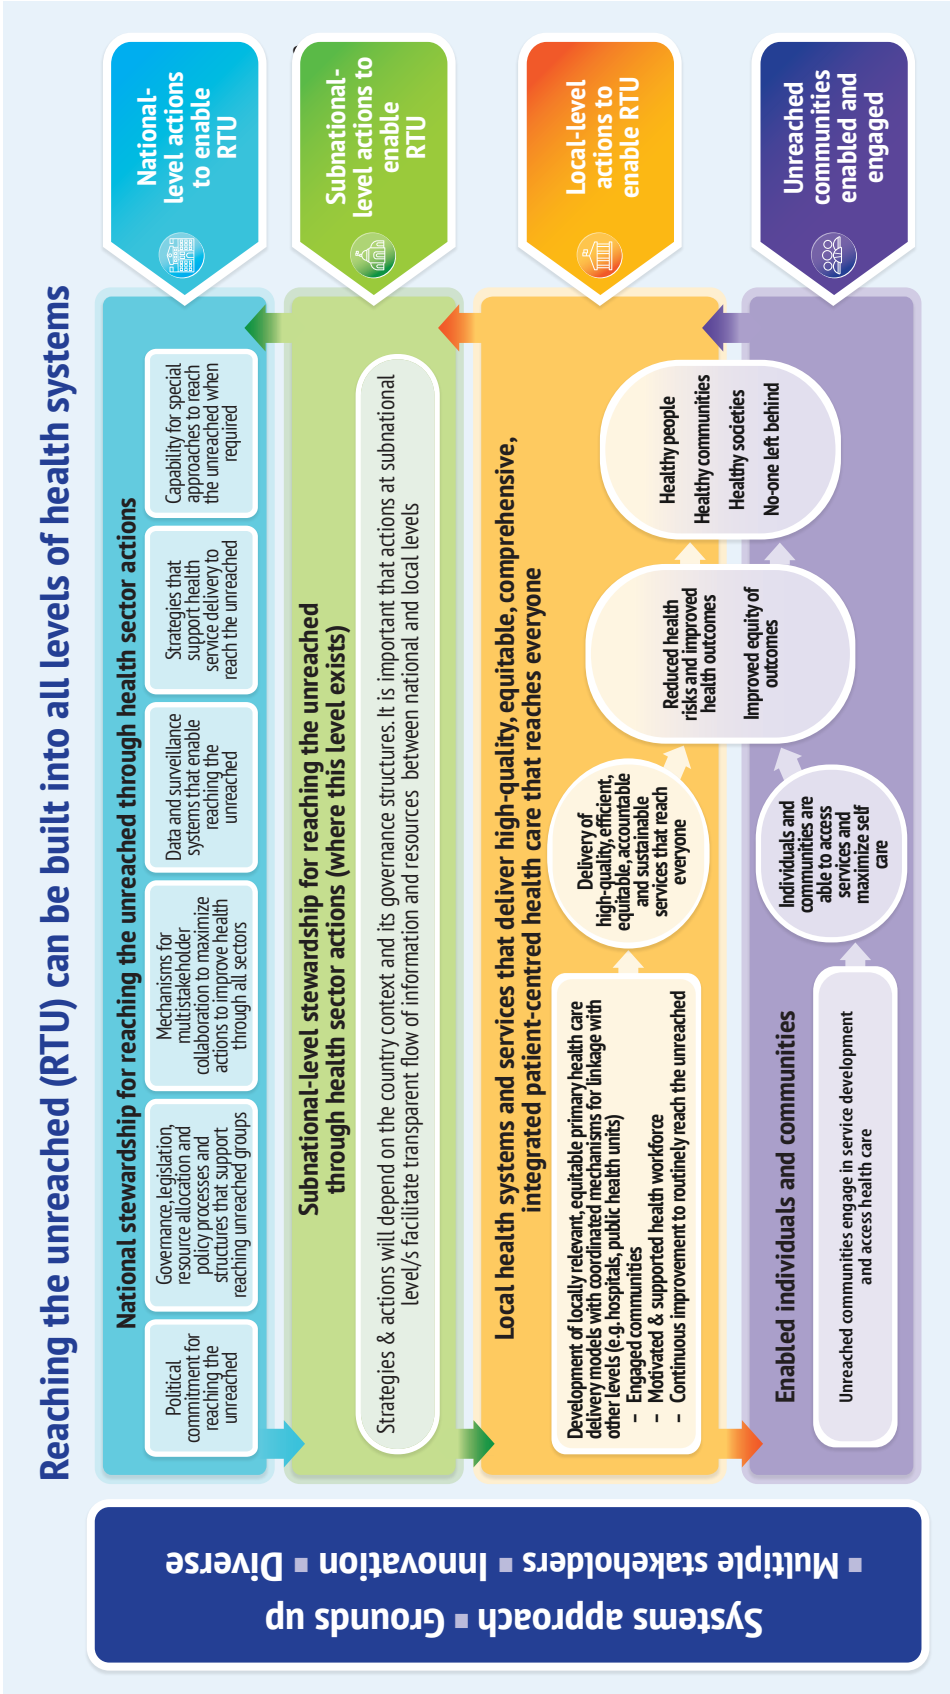 Reaching the unreached (RTU) can be built into all levels of health systems
Systems approach ■ Grounds up
■ Multiple stakeholders ■ Innovation ■ Diverse
National stewardship for reaching the unreached through health sector actions
Political
commitment for
reaching the
unreached
Governance, legislation,
resource allocation and
policy processes and
structures that support
reaching unreached groups
Mechanisms for
multistakeholder
collaboration to maximize
actions to improve health
through all sectors
Data and surveillance
systems that enable
reaching the
unreached
Strategies that
support health
service delivery to
reach the unreached
Capability for special
approaches to reach
the unreached when
required
National-
level actions
to enable
RTU
Subnational-level stewardship for reaching the unreached
through health sector actions (where this level exists)
Strategies & actions will depend on the country context and its governance structures. It is important that actions at subnational
level/s facilitate transparent flow of information and resources between national and local levels
Subnational-
level actions to
enable
RTU
Local health systems and services that deliver high-quality, equitable, comprehensive,
integrated patient-centred health care that reaches everyone
Development of locally relevant, equitable primary health care
delivery models with coordinated mechanisms for linkage with
other levels (e.g. hospitals, public health units)
– Engaged communities
– Motivated & supported health workforce
– Continuous improvement to routinely reach the unreached
Delivery of
high-quality, efficient,
equitable, accountable
and sustainable
services that reach
everyone
Reduced health
risks and improved
health outcomes
Improved equity of
outcomes
Healthy people
Healthy communities
Healthy societies
No-one left behind
Local-level
actions to
enable RTU
Enabled individuals and communities
Unreached communities engage in service development
and access health care
Individuals and
communities are
able to access
services and
maximize self
care
Unreached
communities
enabled and
engaged